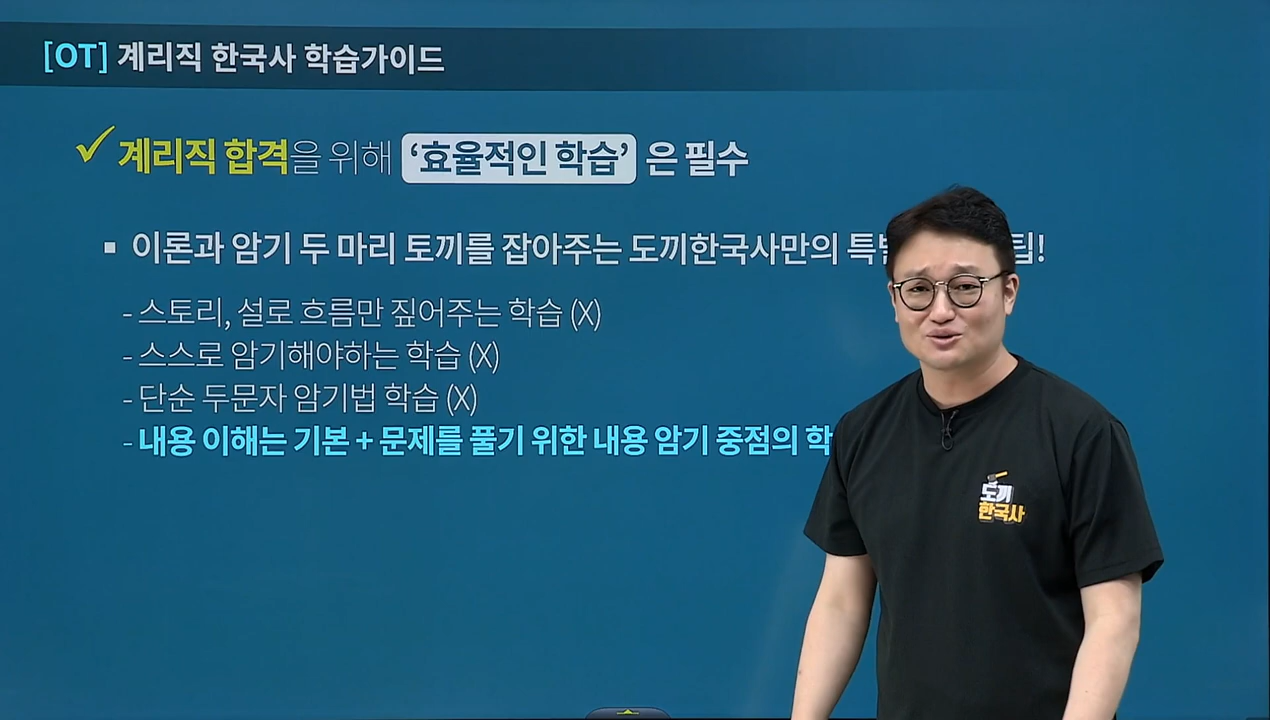 [OT] 계리직 한국사 학습가이드
✓ 계리직 합격을 위해 '효율적인 학습' 은 필수
▪ 이론과 암기 두 마리 토끼를 잡아주는 도끼한국사만의 팁!
- 스토리, 설로 흐름만 짚어주는 학습 (X)
- 스스로 암기해야하는 학습 (X)
- 단순 두문자 암기법 학습 (X)
- 내용 이해는 기본 + 문제를 풀기 위한 내용 암기 중점의
도끼
한국사